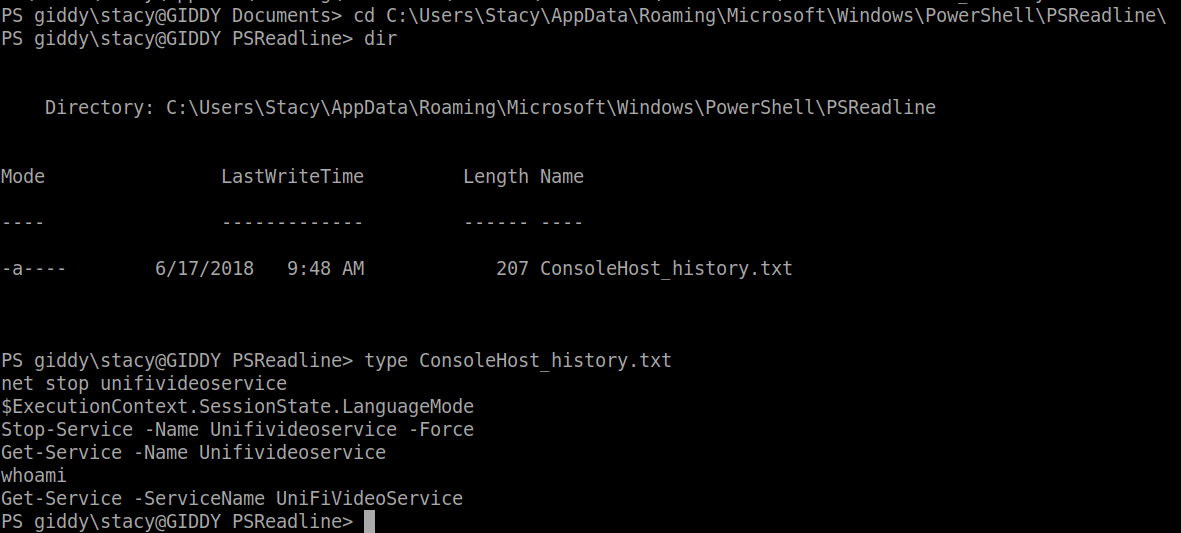 PS giddy\stacy@GIDDY Documents> cd C:\Users\Stacy\AppData\Roaming\Microsoft\Windows\PowerShell\PSReadline\
PS giddy\stacy@GIDDY PSReadline> dir
Directory: C:\Users\Stacy\AppData\Roaming\Microsoft\Windows\PowerShell\PSReadline
Mode                LastWriteTime         Length Name
----                -------------         ------ ----
-a----        6/17/2018   9:48 AM            207 ConsoleHost_history.txt
PS giddy\stacy@GIDDY PSReadline> type ConsoleHost_history.txt
net stop unifivideoservice
$ExecutionContext.SessionState.LanguageMode
Stop-Service -Name Unifivideoservice -Force
Get-Service -Name Unifivideoservice
whoami
Get-Service -ServiceName UniFiVideoService
PS giddy\stacy@GIDDY PSReadline>